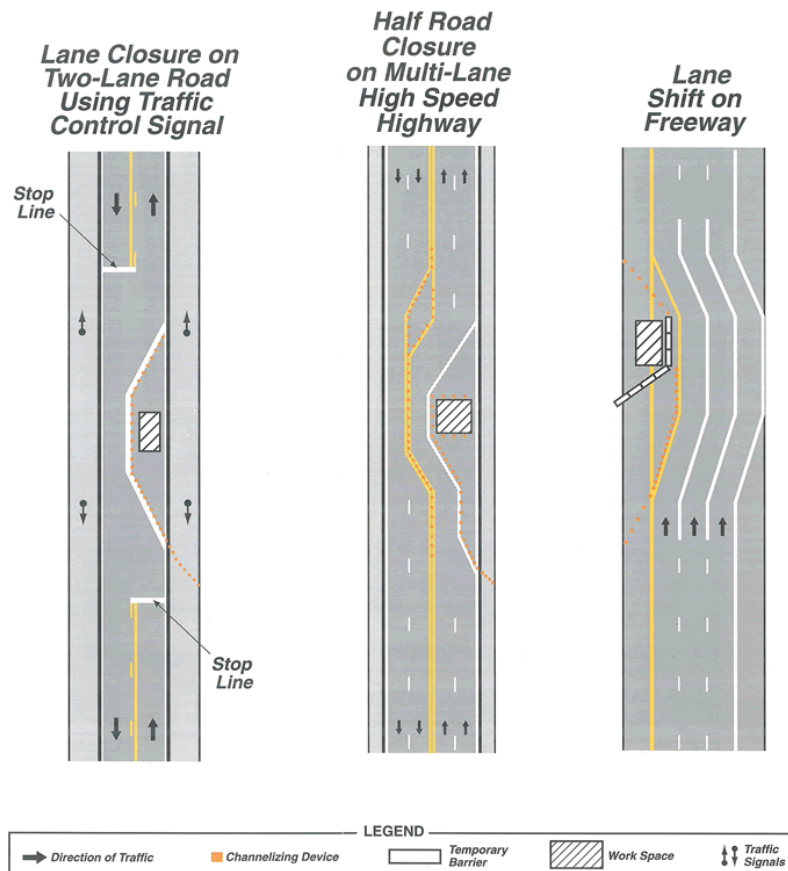 Lane Closure on
Two-Lane Road
Using Traffic
Control Signal
Half Road
Closure
on Multi-Lane
High Speed
Highway
Lane
Shift on
Freeway
Stop
Line
Stop
Line
LEGEND
Direction of Traffic
Channelizing Device
Temporary
Barrier
Work Space
Traffic
Signals